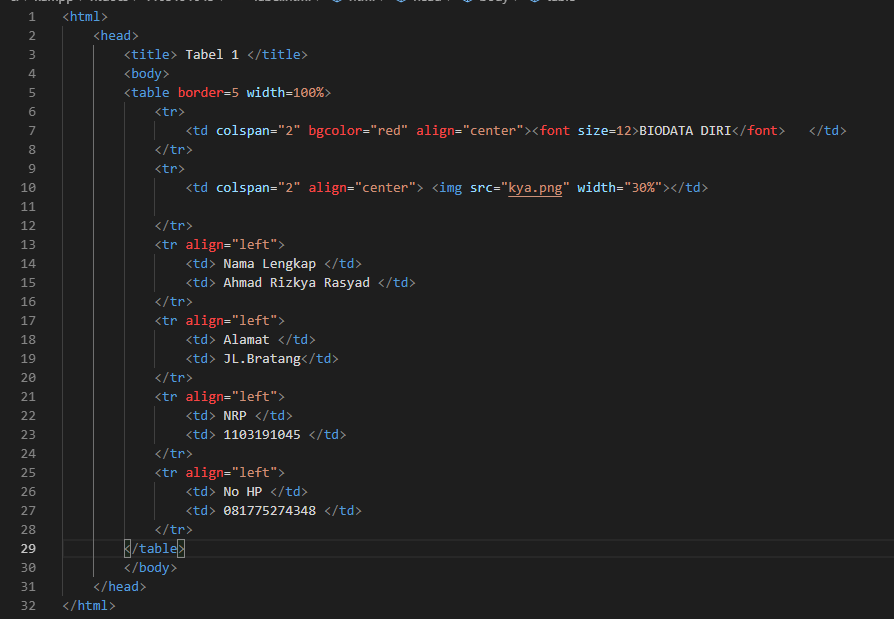 1 <html>
2 <head>
3 <title> Tabel 1 </title>
4 <body>
5 <table border=5 width=100%>
6 <tr>
7 <td colspan="2" bgcolor="red" align="center"><font size=12>BIODATA DIRI</font> </td>
8 </tr>
9 <tr>
10 <td colspan="2" align="center"> <img src="kya.png" width="30%"></td>
11
12 </tr>
13 <tr align="left">
14 <td> Nama Lengkap </td>
15 <td> Ahmad Rizkya Rasyad </td>
16 </tr>
17 <tr align="left">
18 <td> Alamat </td>
19 <td> JL.Bratang</td>
20 </tr>
21 <tr align="left">
22 <td> NRP </td>
23 <td> 1103191045 </td>
24 </tr>
25 <tr align="left">
26 <td> No HP </td>
27 <td> 081775274348 </td>
28 </tr>
29 </table>
30 </body>
31 </head>
32 </html>